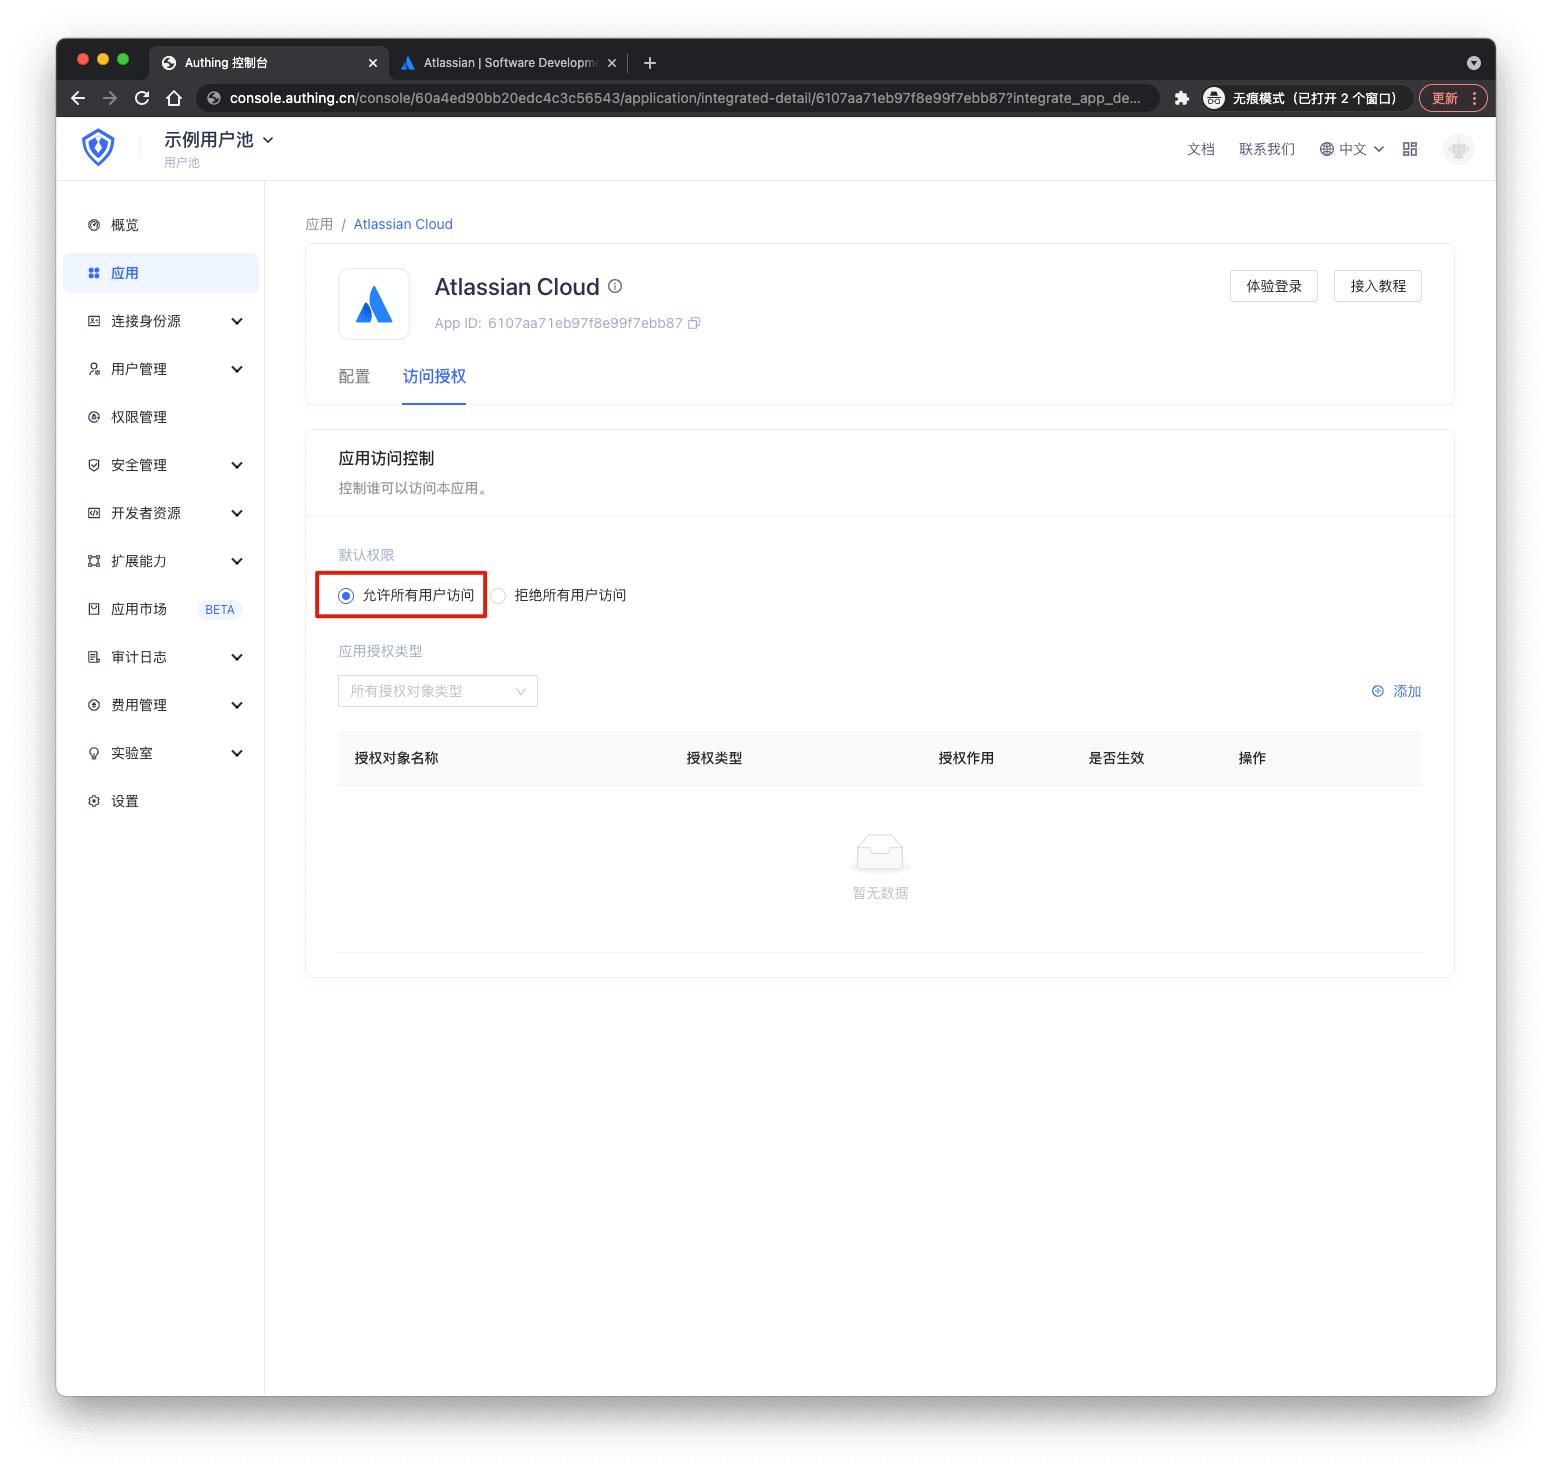 Authing 控制台
Atlassian | Software Developm
console.authing.cn/console/60a4ed90bb20edc4c3c56543/application/integrated-detail/6107aa71eb97f8e99f7ebb87?integrate_app_de...
无痕模式（已打开 2 个窗口）
更新
示例用户池
用户池
文档
联系我们
中文
概览
应用
连接身份源
用户管理
权限管理
安全管理
开发者资源
扩展能力
应用市场 BETA
审计日志
费用管理
实验室
设置
应用 / Atlassian Cloud
Atlassian Cloud
App ID: 6107aa71eb97f8e99f7ebb87
体验登录
接入教程
配置
访问授权
应用访问控制
控制谁可以访问本应用。
默认权限
允许所有用户访问
拒绝所有用户访问
应用授权类型
所有授权对象类型
添加
授权对象名称 授权类型 授权作用 是否生效 操作
暂无数据